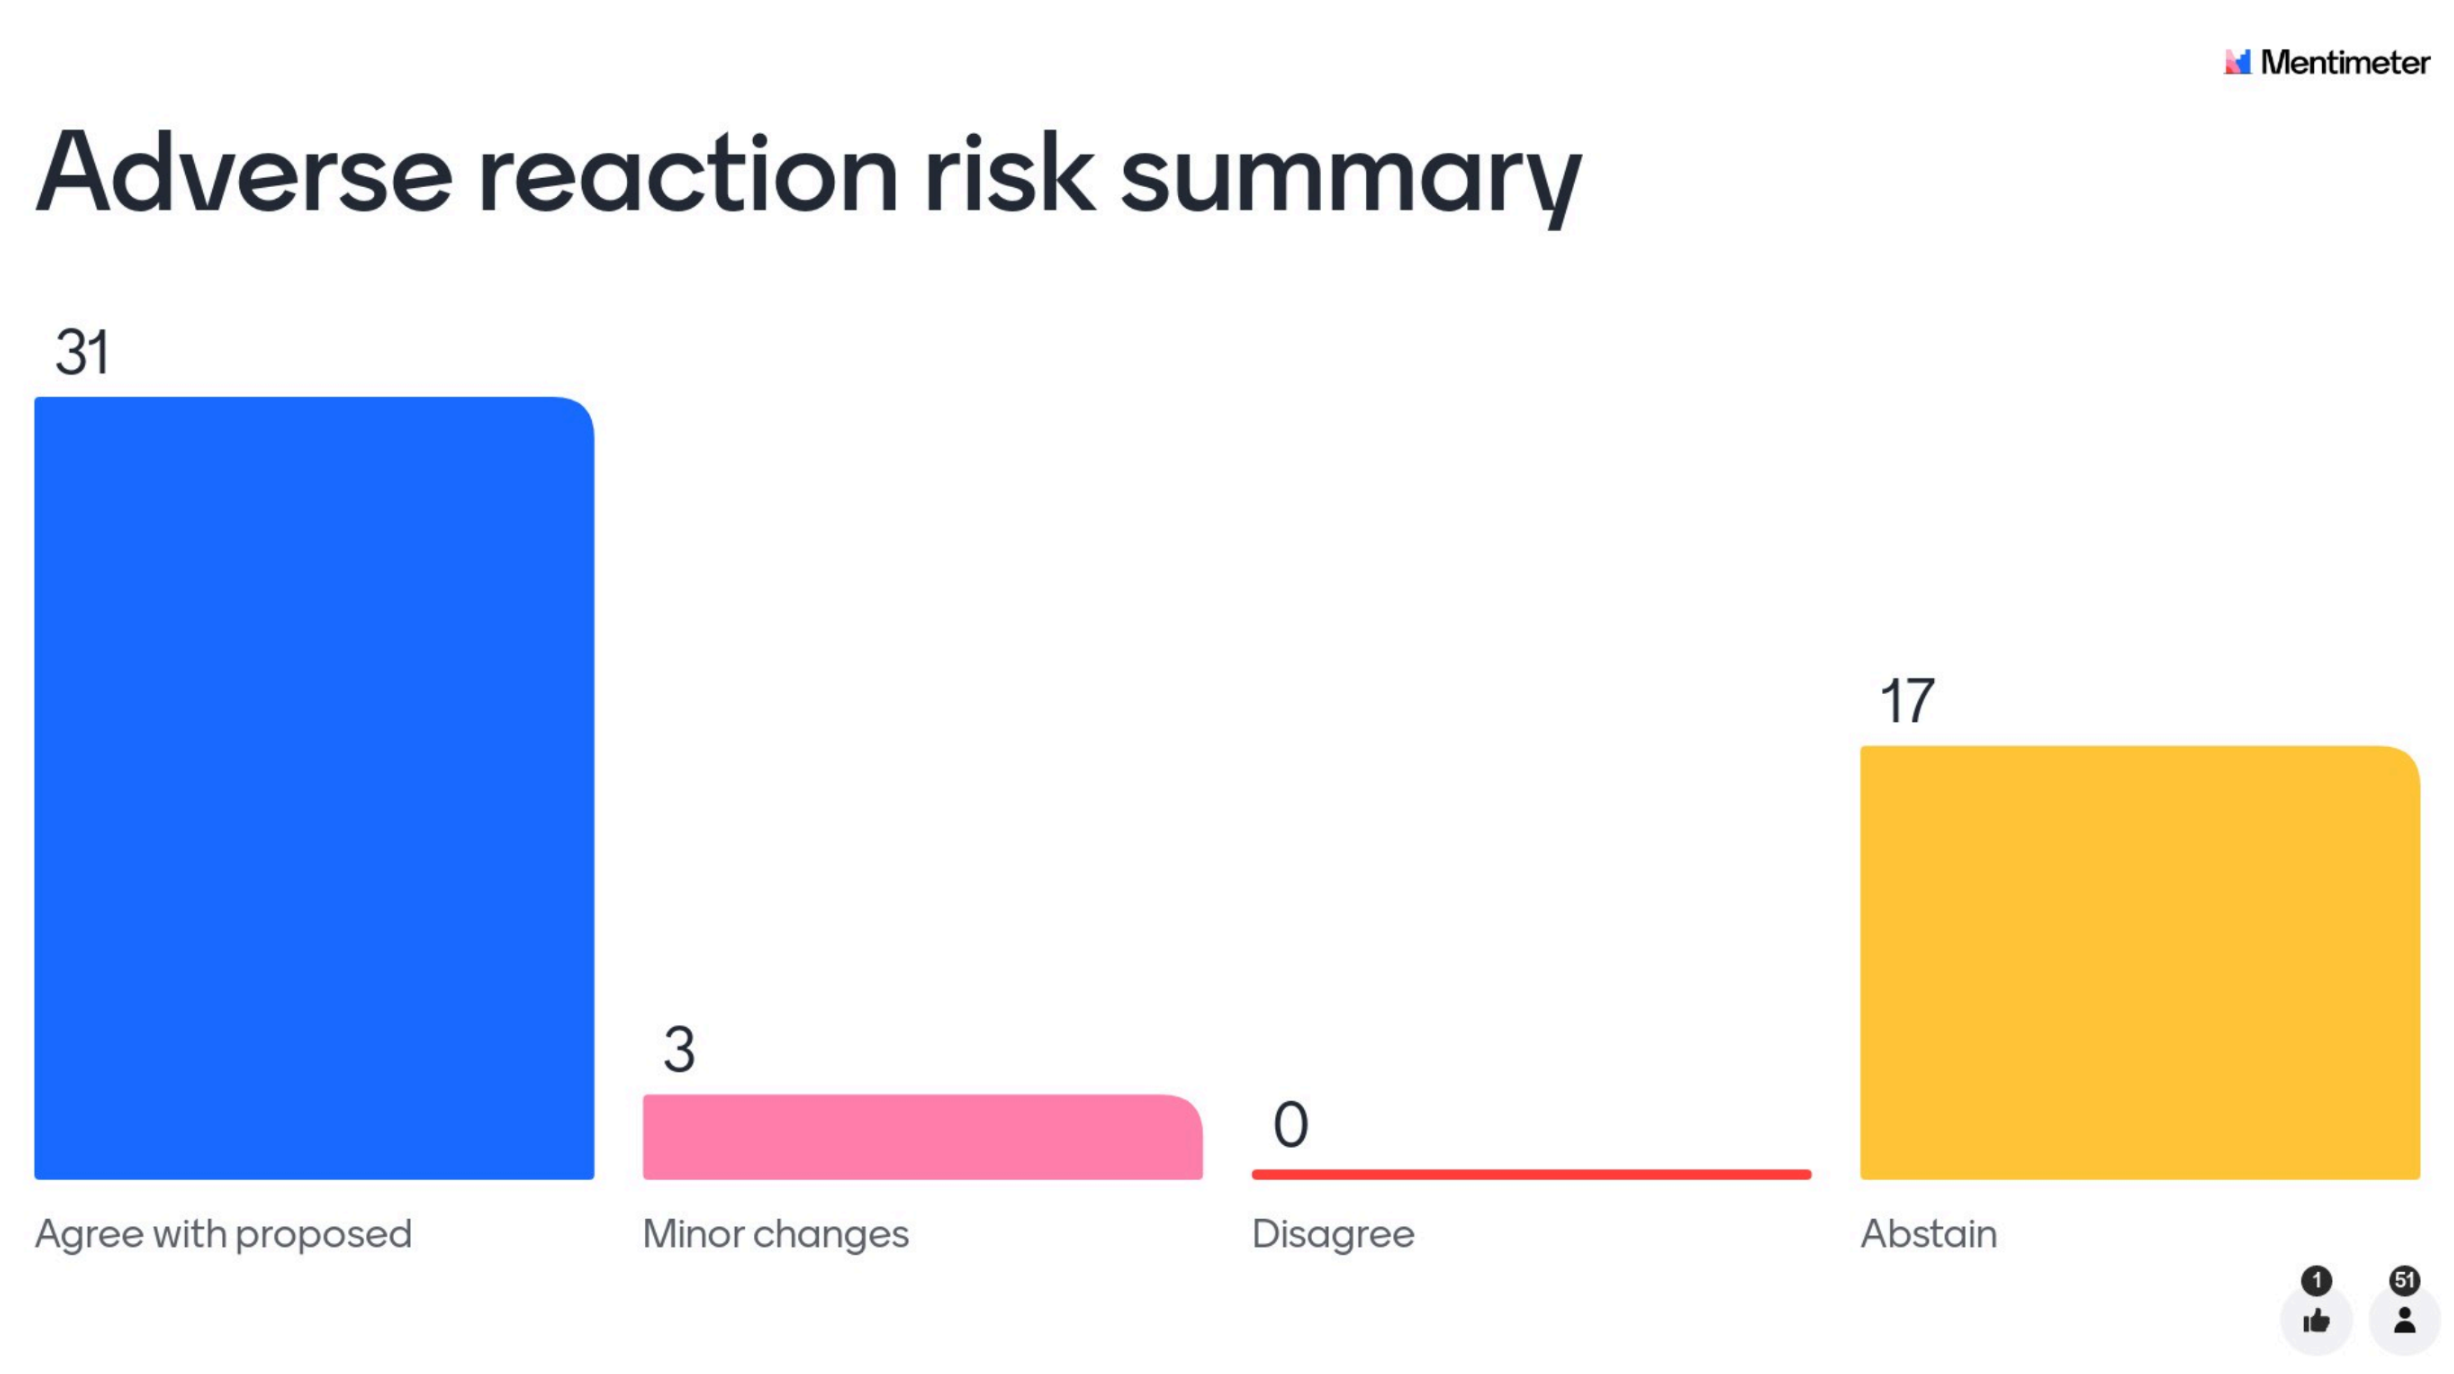 Mentimeter
Adverse reaction risk summary
31
3
0
17
Agree with proposed
Minor changes
Disagree
Abstain
1
51